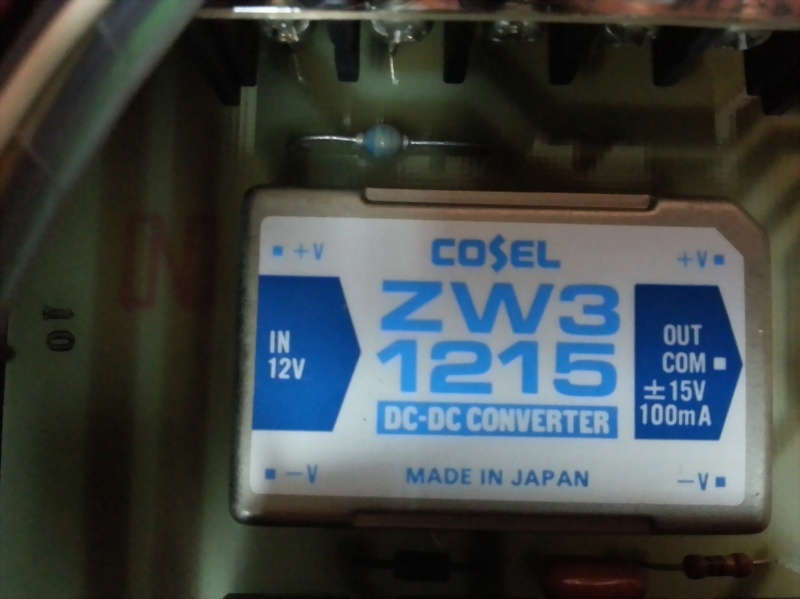 COSEL
+V
+V
ZW3
1215
IN
12V
OUT
COM
±15V
100mA
DC-DC CONVERTER
-V
MADE IN JAPAN
-V
10